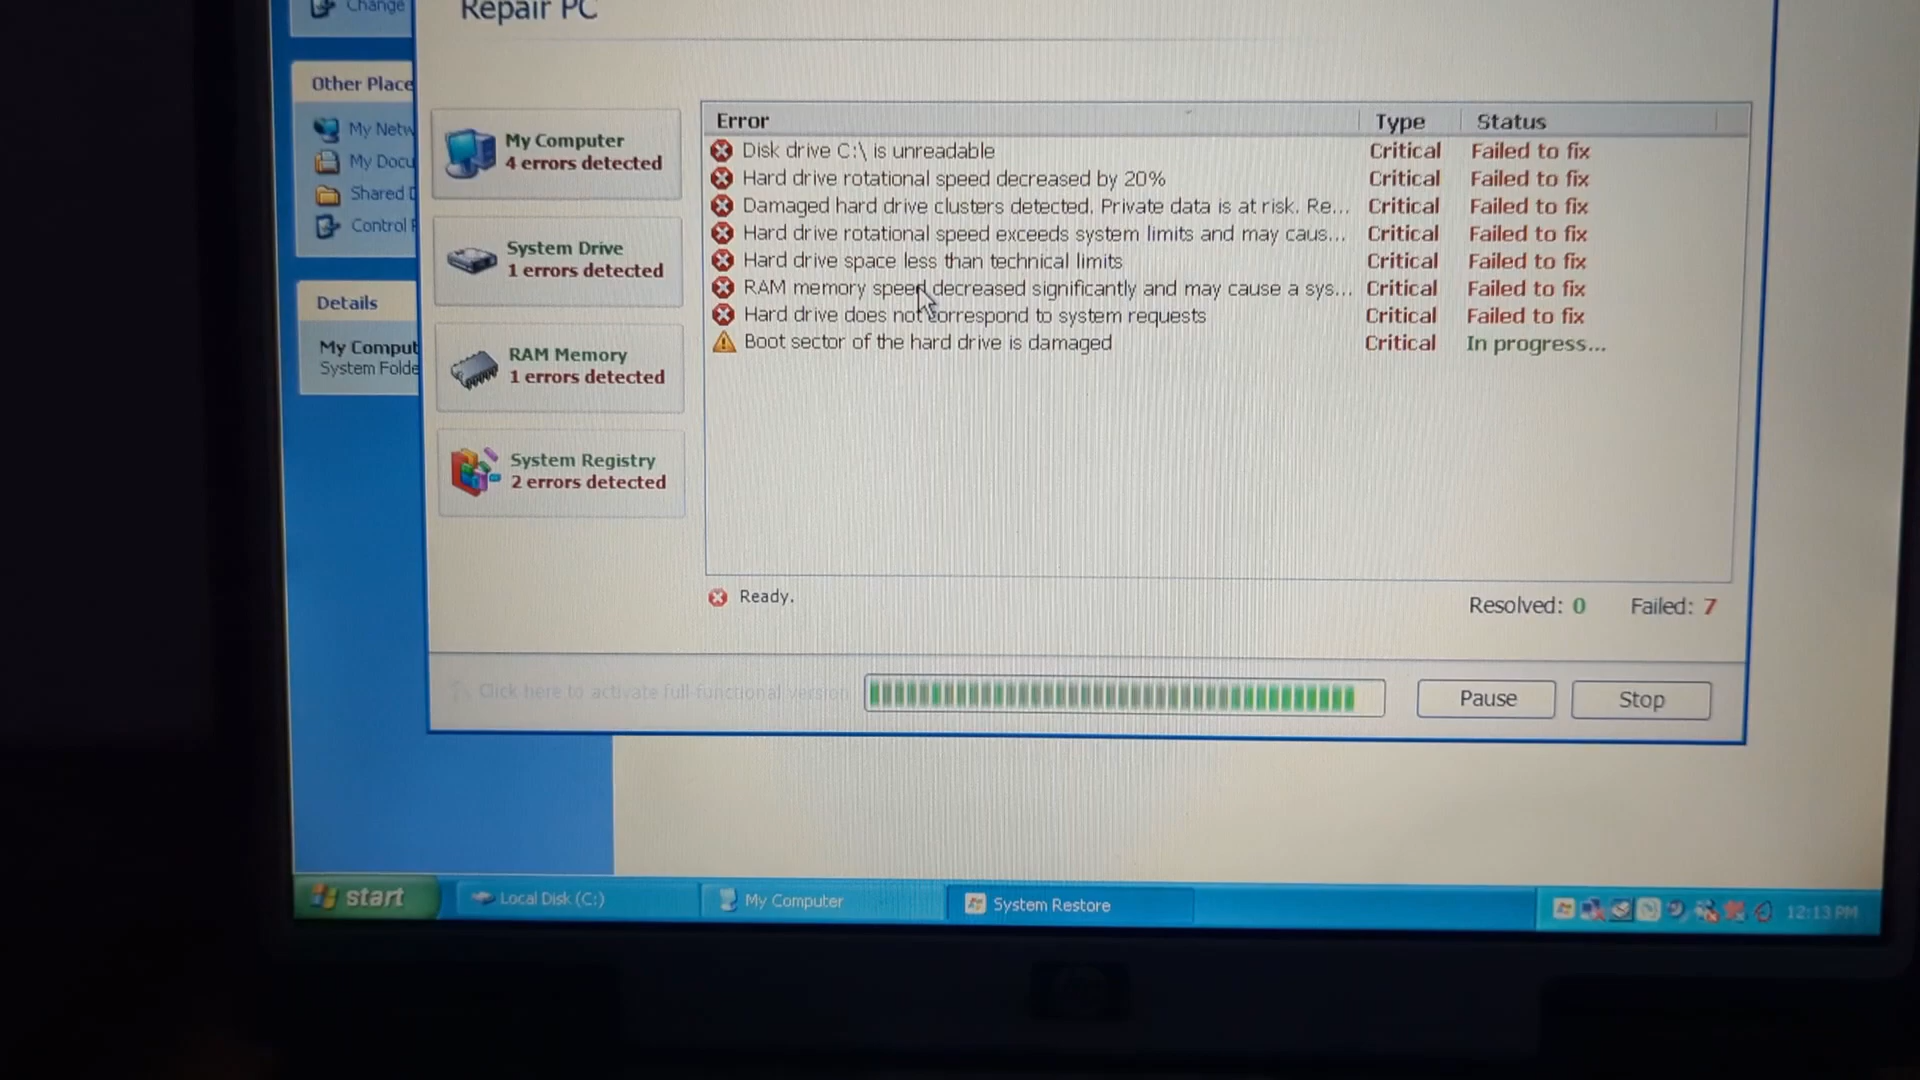 Change
Repair PC
Other Place
My Netw
My Docu
Shared D
Control P
Details
My Comput
System Folde
My Computer
4 errors detected
System Drive
1 errors detected
RAM Memory
1 errors detected
System Registry
2 errors detected
Error Type Status
Disk drive C:\ is unreadable Critical Failed to fix
Hard drive rotational speed decreased by 20% Critical Failed to fix
Damaged hard drive clusters detected. Private data is at risk. Re... Critical Failed to fix
Hard drive rotational speed exceeds system limits and may caus... Critical Failed to fix
Hard drive space less than technical limits Critical Failed to fix
RAM memory speed decreased significantly and may cause a sys... Critical Failed to fix
Hard drive does not correspond to system requests Critical Failed to fix
Boot sector of the hard drive is damaged Critical In progress...
Ready.
Resolved: 0 Failed: 7
Click here to activate full functional version
Pause
Stop
start
Local Disk (C:)
My Computer
System Restore
12:13 PM